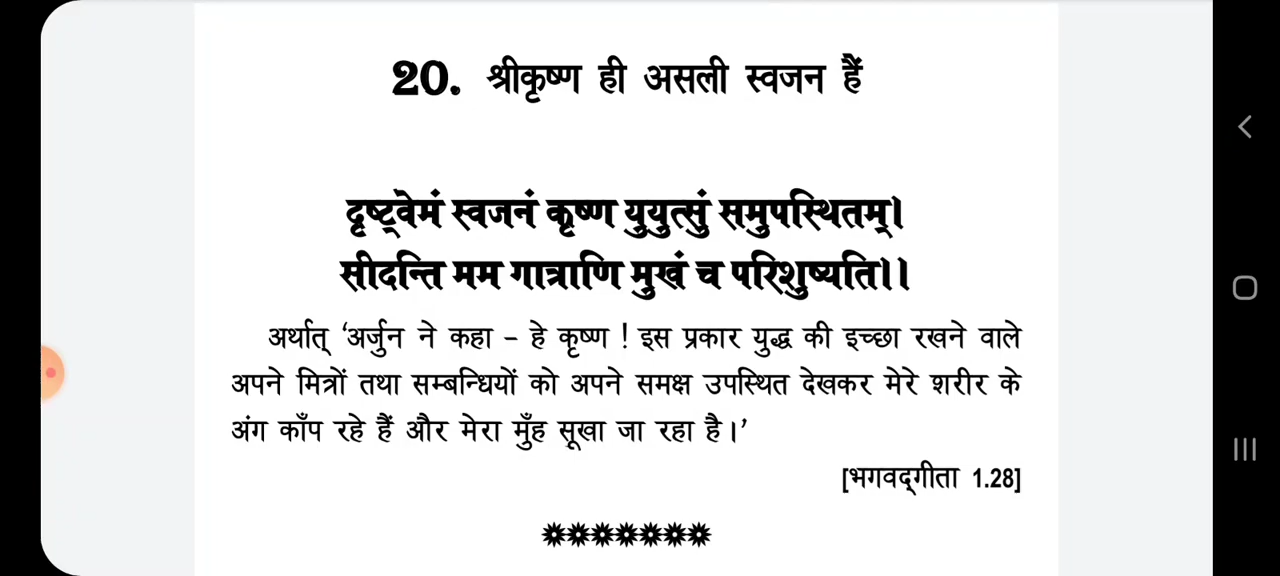 20. श्रीकृष्ण ही असली स्वजन हैं
दृष्ट्वेमं स्वजनं कृष्ण युयुत्सुं समुपस्थितम्।
सीदन्ति मम गात्राणि मुखं च परिशुष्यति।।
अर्थात् ‘अर्जुन ने कहा – हे कृष्ण ! इस प्रकार युद्ध की इच्छा रखने वाले
अपने मित्रों तथा सम्बन्धियों को अपने समक्ष उपस्थित देखकर मेरे शरीर के
अंग काँप रहे हैं और मेरा मुँह सूखा जा रहा है।’
[भगवद्गीता 1.28]